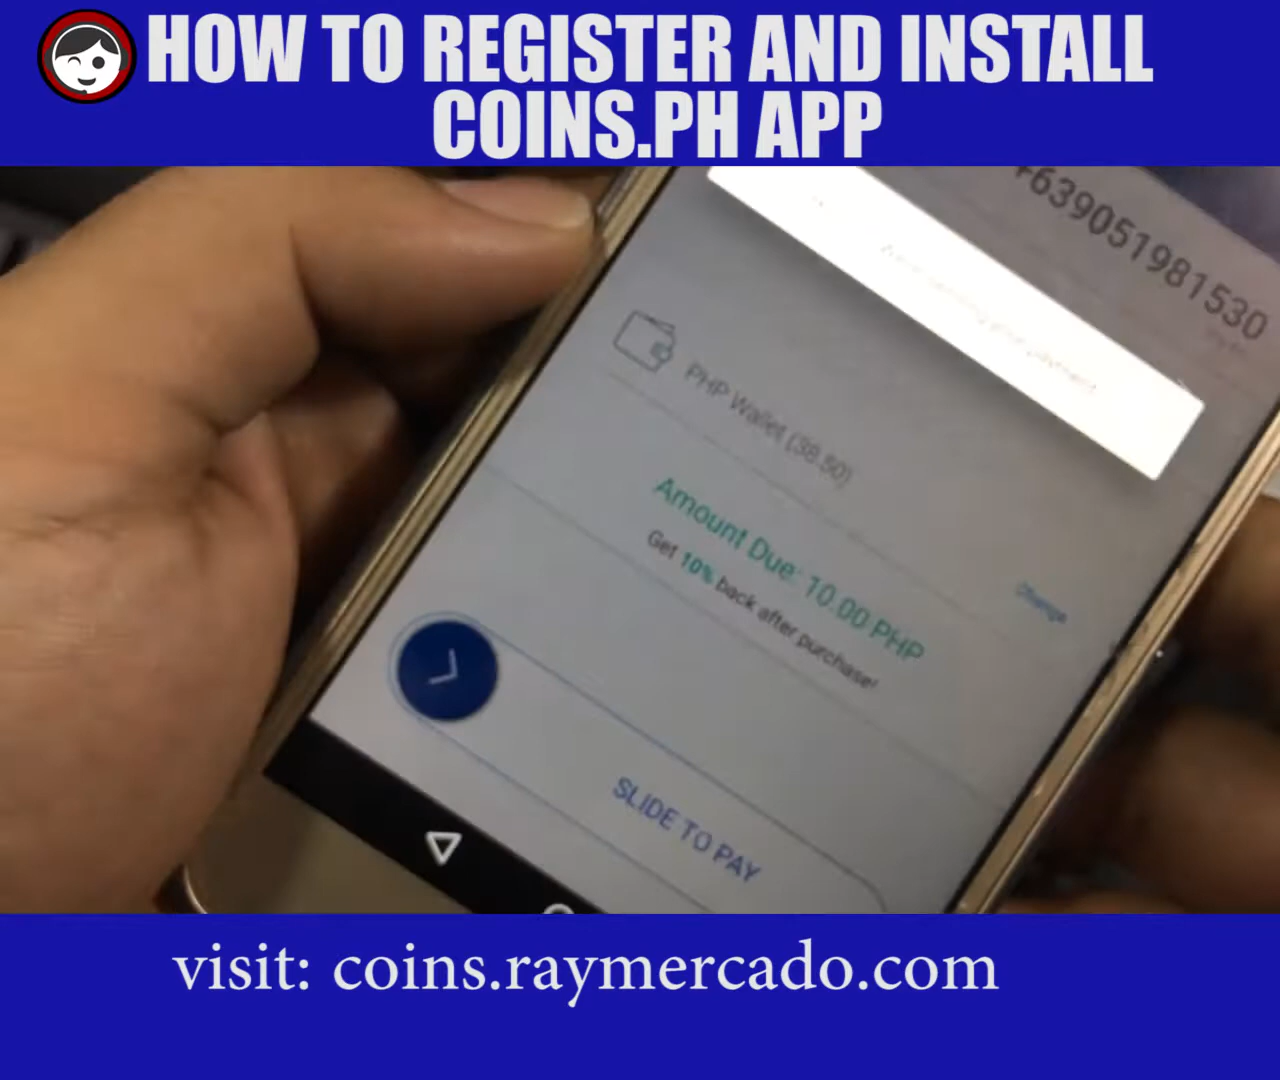 HOW TO REGISTER AND INSTALL
COINS.PH APP
+639051981530
PHP Wallet (38.50)
Change
Amount Due: 10.00 PHP
Get 10% back after purchase!
SLIDE TO PAY
visit: coins.raymercado.com